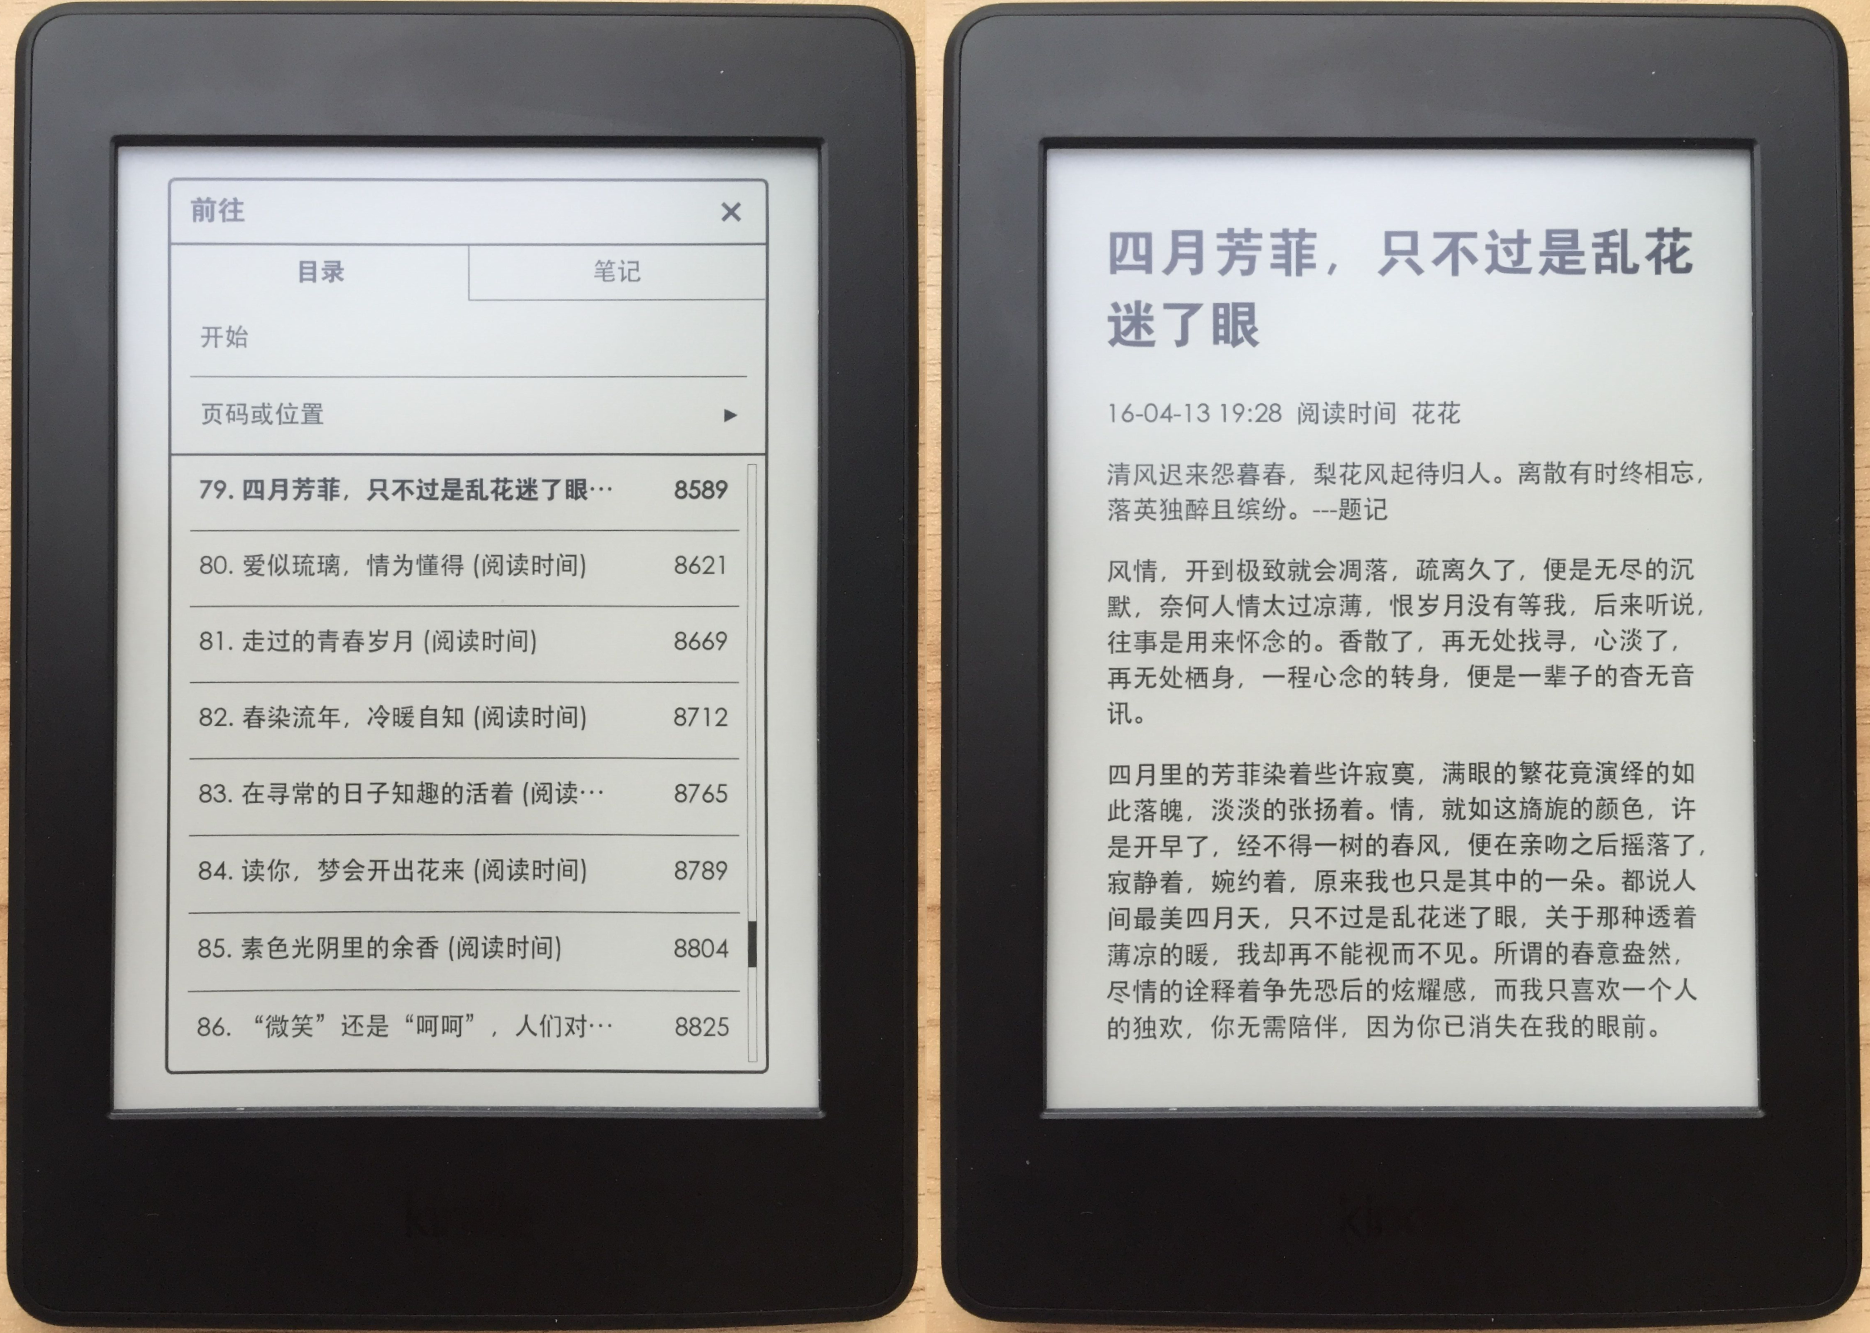 前往
×
目录
笔记
开始
页码或位置
79. 四月芳菲，只不过是乱花迷了眼… 8589
80. 爱似琉璃，情为懂得 (阅读时间) 8621
81. 走过的青春岁月 (阅读时间) 8669
82. 春染流年，冷暖自知 (阅读时间) 8712
83. 在寻常的日子知趣的活着 (阅读… 8765
84. 读你，梦会开出花来 (阅读时间) 8789
85. 素色光阴里的余香 (阅读时间) 8804
86. “微笑”还是“呵呵”，人们对… 8825
四月芳菲，只不过是乱花
迷了眼
16-04-13 19:28 阅读时间 花花
清风迟来怨暮春，梨花风起待归人。离散有时终相忘，
落英独醉且缤纷。---题记
风情，开到极致就会凋落，疏离久了，便是无尽的沉
默，奈何人情太过凉薄，恨岁月没有等我，后来听说，
往事是用来怀念的。香散了，再无处找寻，心淡了，
再无处栖身，一程心念的转身，便是一辈子的杳无音
讯。
四月里的芳菲染着些许寂寞，满眼的繁花竟演绎的如
此落魄，淡淡的张扬着。情，就如这旖旎的颜色，许
是开早了，经不得一树的春风，便在亲吻之后摇落了，
寂静着，婉约着，原来我也只是其中的一朵。都说人
间最美四月天，只不过是乱花迷了眼，关于那种透着
薄凉的暖，我却再不能视而不见。所谓的春意盎然，
尽情的诠释着争先恐后的炫耀感，而我只喜欢一个人
的独欢，你无需陪伴，因为你已消失在我的眼前。